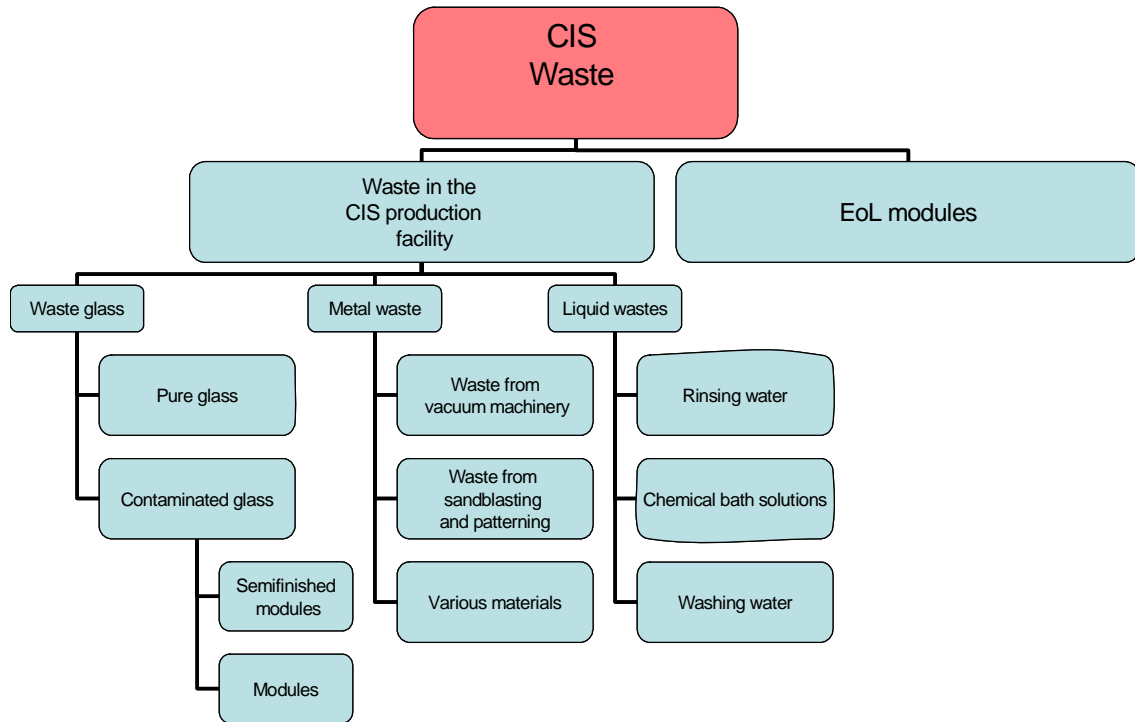 CIS
Waste
Waste in the
CIS production
facility
EoL modules
Waste glass
Metal waste
Liquid wastes
Pure glass
Waste from
vacuum machinery
Rinsing water
Contaminated glass
Waste from
sandblasting
and patterning
Chemical bath solutions
Semifinished
modules
Various materials
Washing water
Modules